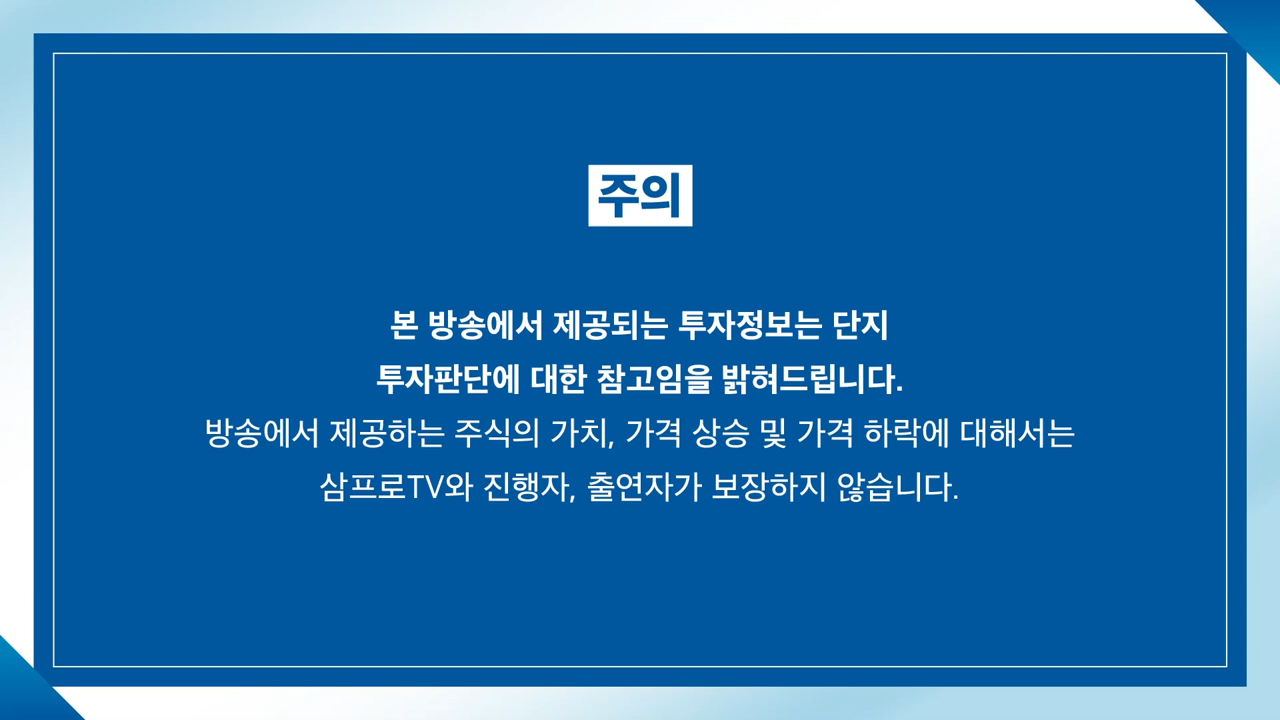 주의
본 방송에서 제공되는 투자정보는 단지
투자판단에 대한 참고임을 밝혀드립니다.
방송에서 제공하는 주식의 가치, 가격 상승 및 가격 하락에 대해서는
삼프로TV와 진행자, 출연자가 보장하지 않습니다.